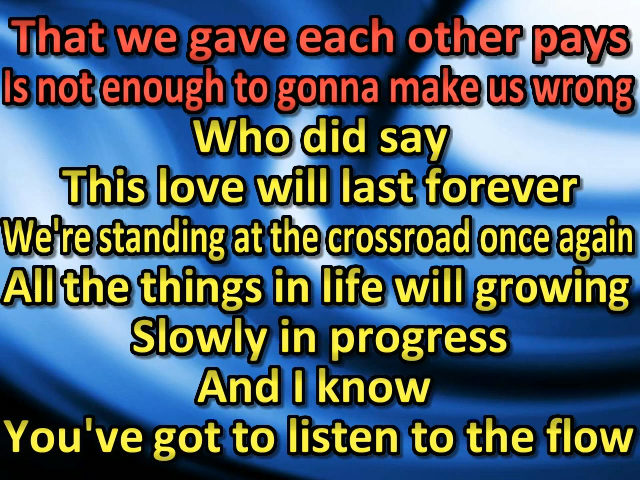 That we gave each other pays
Is not enough to gonna make us wrong
Who did say
This love will last forever
We're standing at the crossroad once again
All the things in life will growing
Slowly in progress
And I know
You've got to listen to the flow